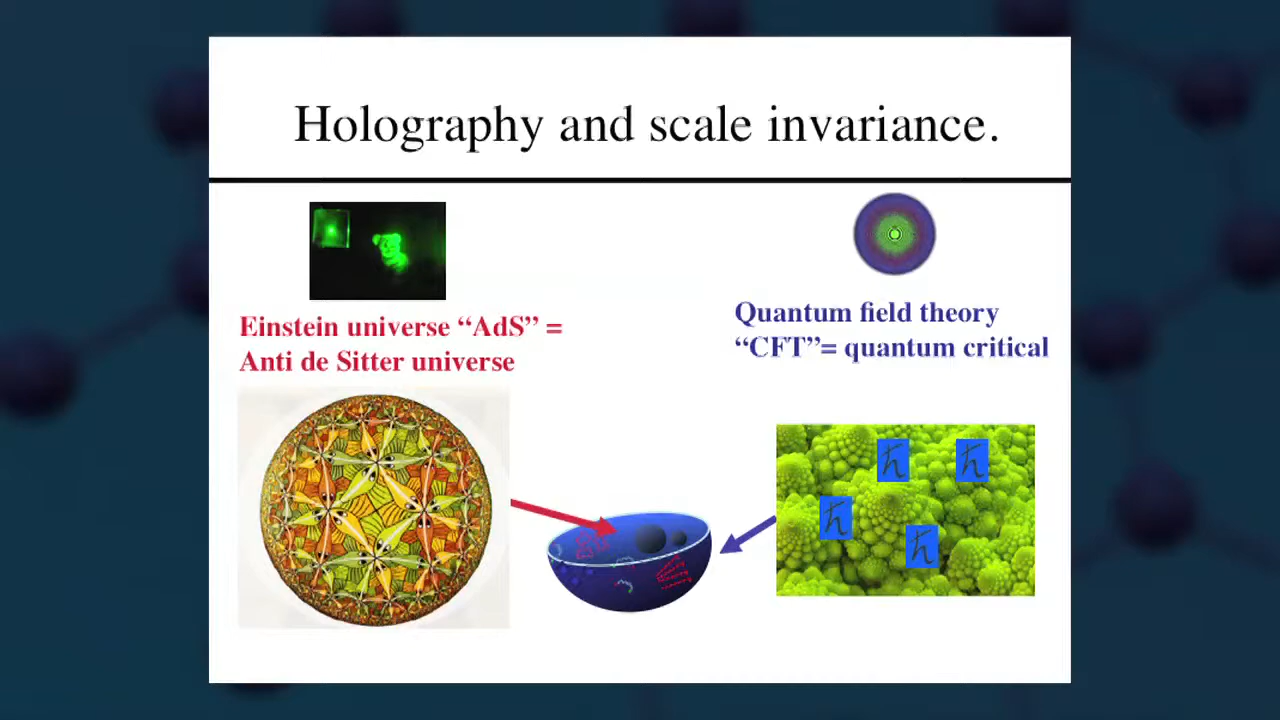 Holography and scale invariance.
Einstein universe “AdS” =
Anti de Sitter universe
Quantum field theory
“CFT”= quantum critical
ħ
ħ
ħ
ħ